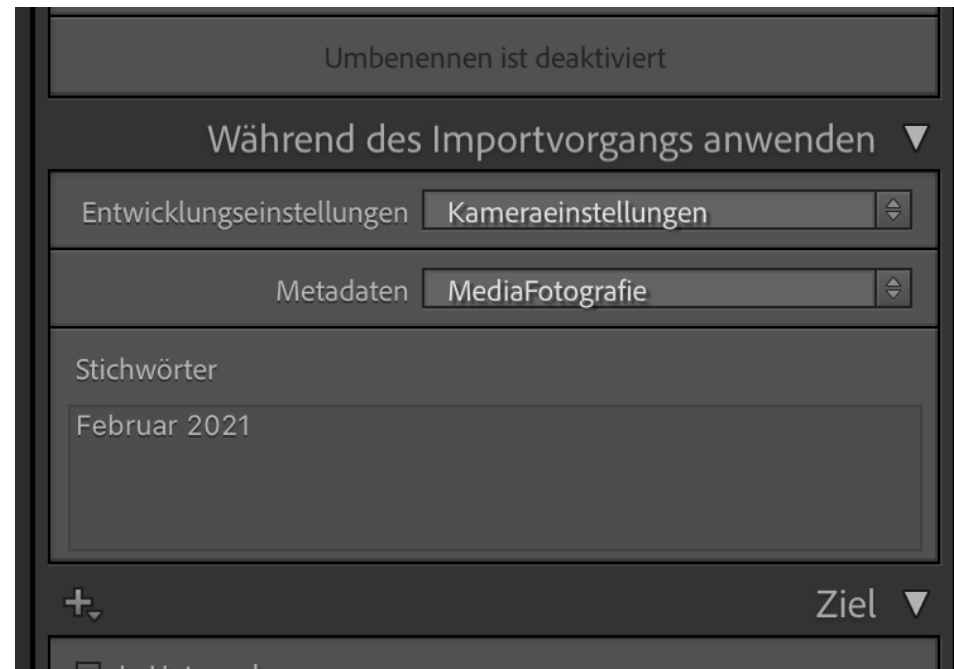 Umbenennen ist deaktiviert
Während des Importvorgangs anwenden
Entwicklungseinstellungen Kameraeinstellungen
Metadaten MediaFotografie
Stichwörter
Februar 2021
Ziel